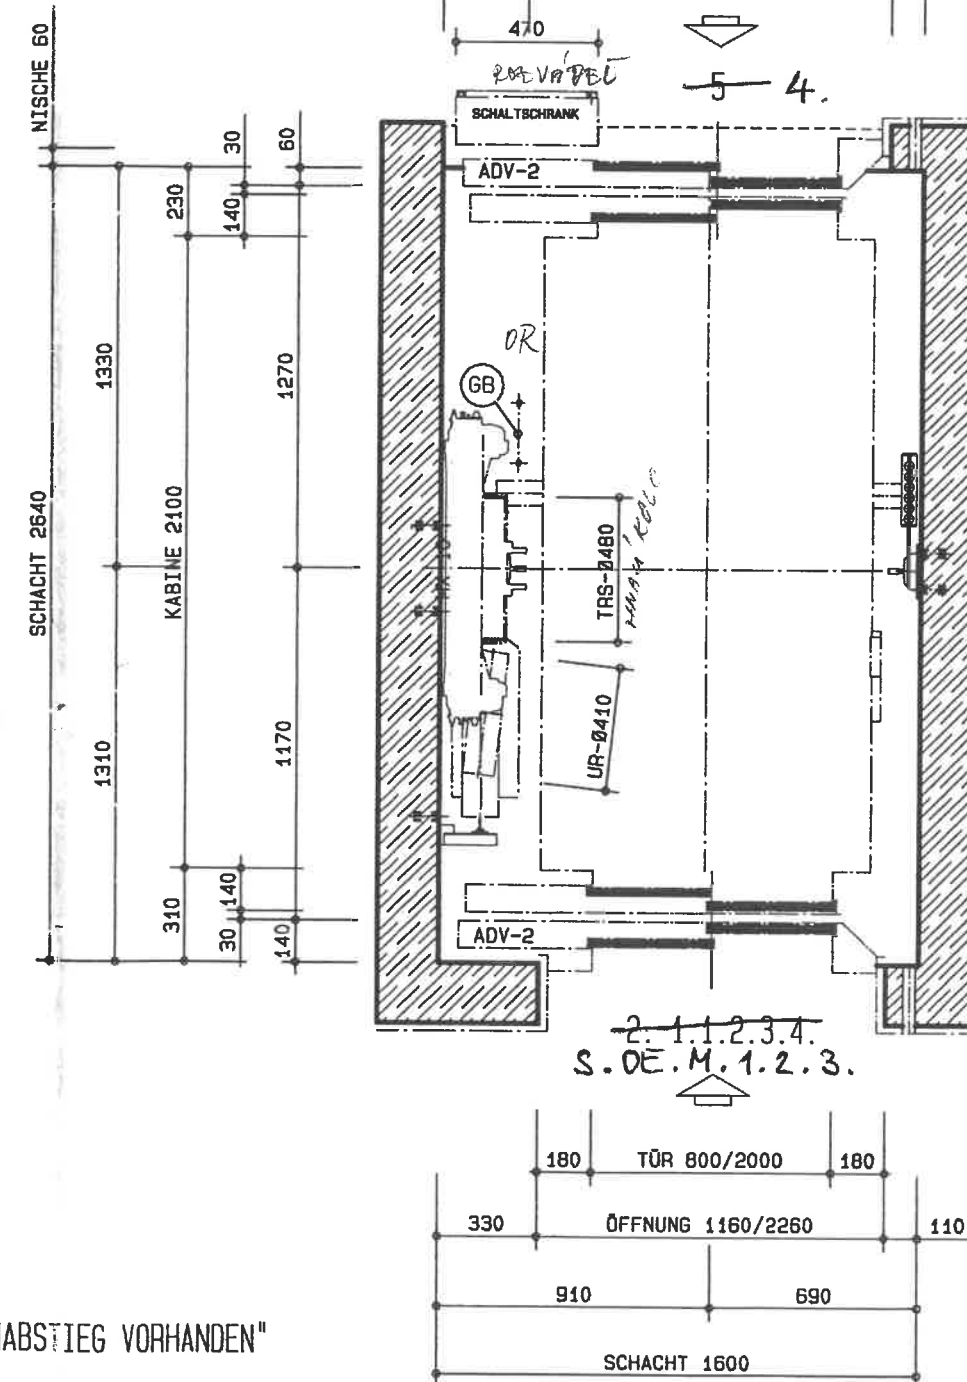 470
ROZVÁDĚČ
5 4.
SCHALTSCHRANK
NISCHE 60
30
60
ADV-2
230
140
OR
GB
1330
1270
SCHACHT 2640
KABINE 2100
TRS-Ø480
UR-Ø410
1310
1170
140
310
30
140
ADV-2
2. 1.1.2.3.4.
S.DE.M.1.2.3.
180 TÜR 800/2000 180
330 ÖFFNUNG 1160/2260 110
910 690
ABSTIEG VORHANDEN"
SCHACHT 1600